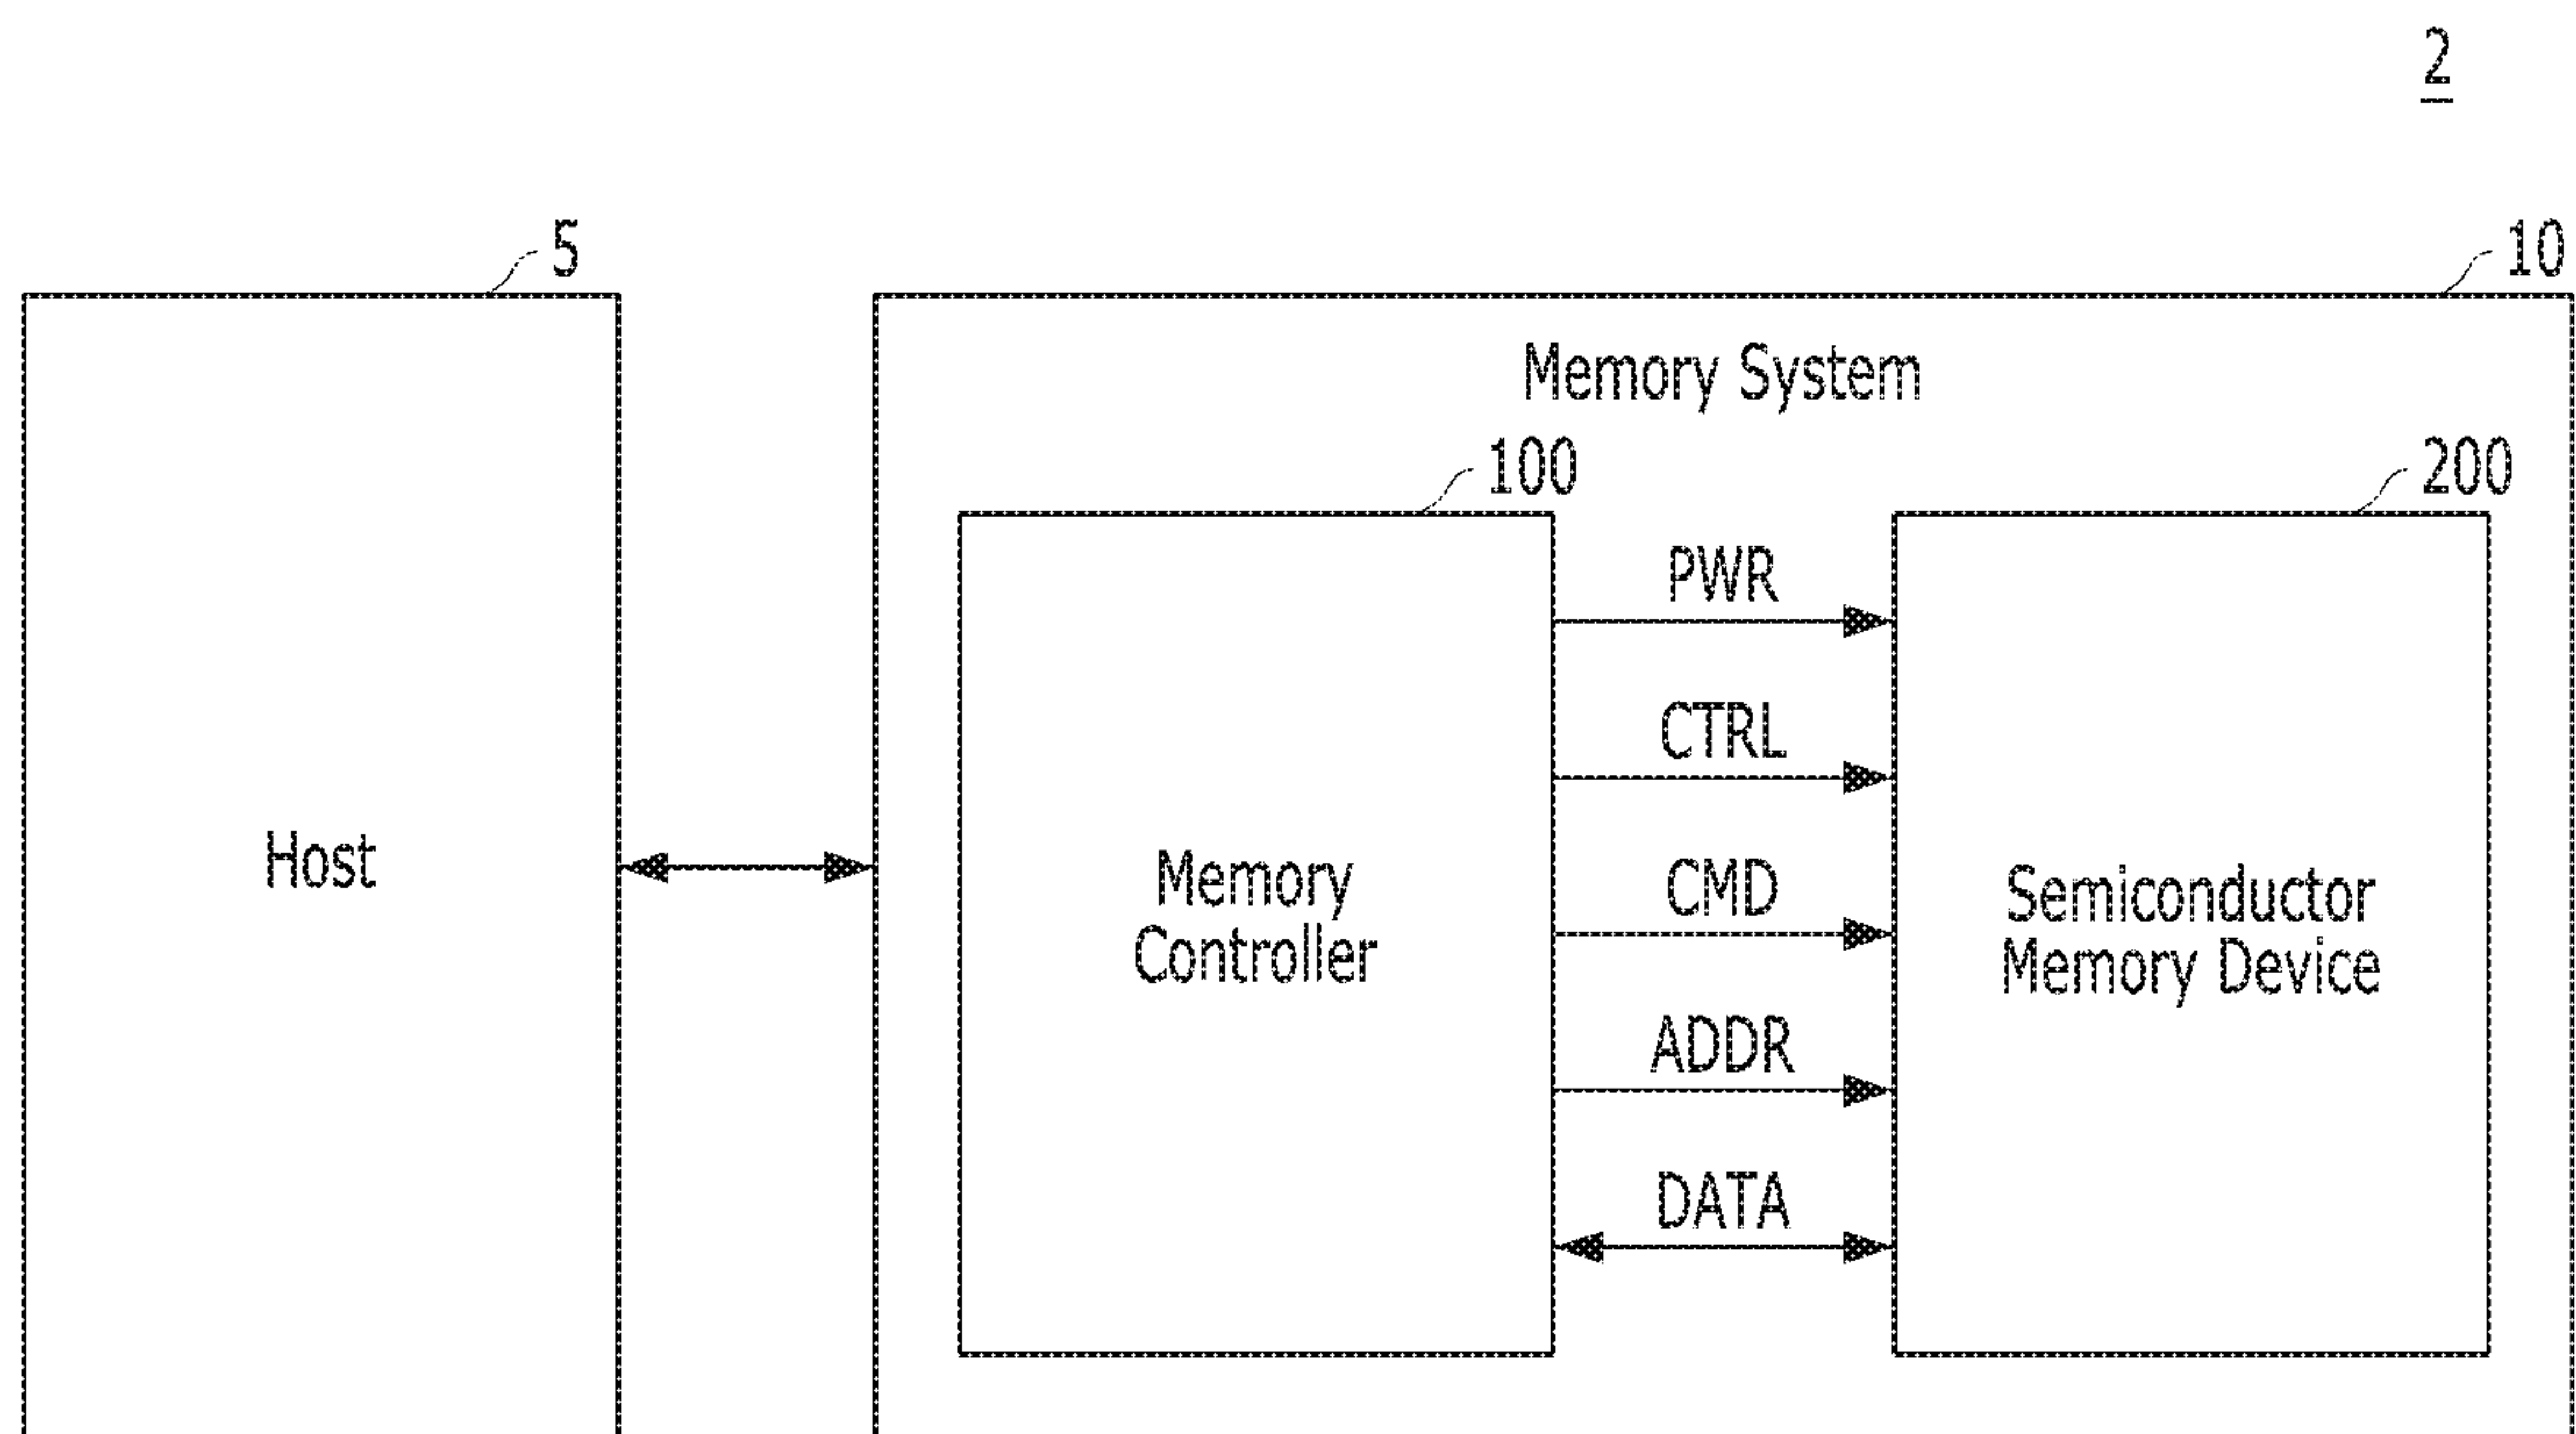 2
5
10
Memory System
100
200
PWR
CTRL
Host
Memory
Controller
CMD
Semiconductor
Memory Device
ADDR
DATA